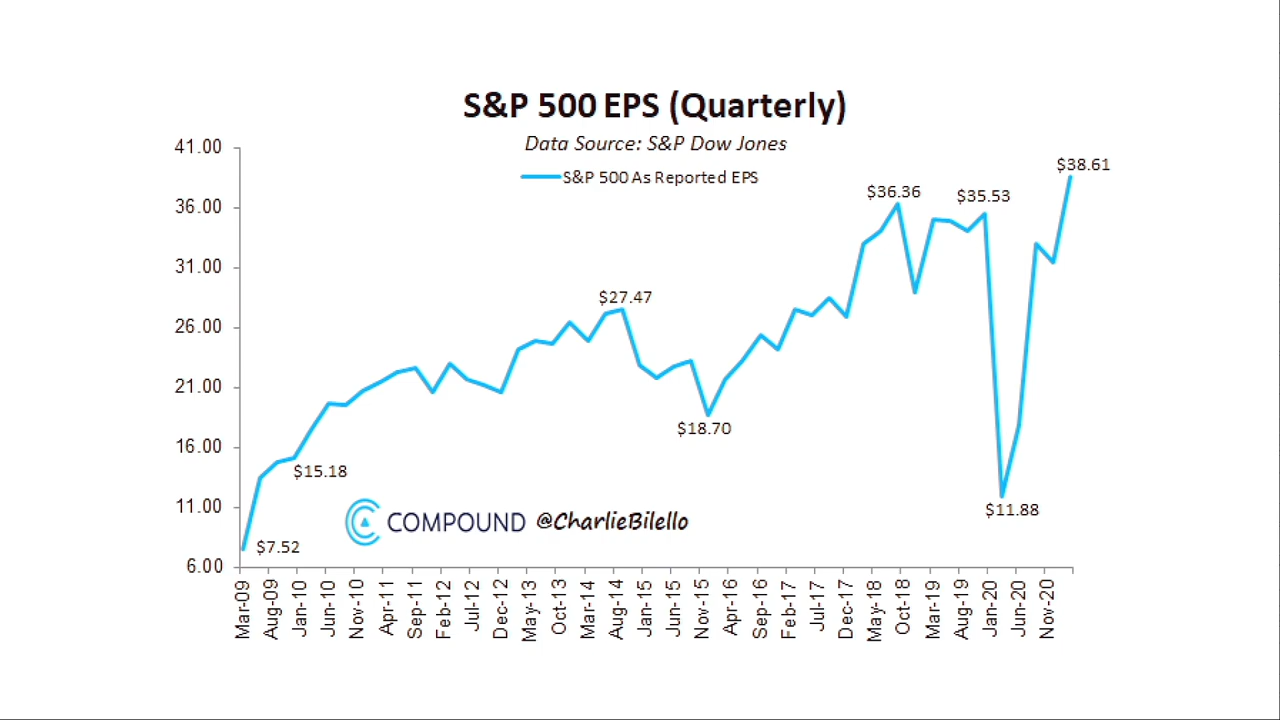 S&P 500 EPS (Quarterly)
Data Source: S&P Dow Jones
S&P 500 As Reported EPS
41.00
36.00
31.00
26.00
21.00
16.00
11.00
6.00
$7.52
$15.18
$27.47
$18.70
$36.36
$35.53
$11.88
$38.61
COMPOUND @CharlieBilello
Mar-09
Aug-09
Jan-10
Jun-10
Nov-10
Apr-11
Sep-11
Feb-12
Jul-12
Dec-12
May-13
Oct-13
Mar-14
Aug-14
Jan-15
Jun-15
Nov-15
Apr-16
Sep-16
Feb-17
Jul-17
Dec-17
May-18
Oct-18
Mar-19
Aug-19
Jan-20
Jun-20
Nov-20